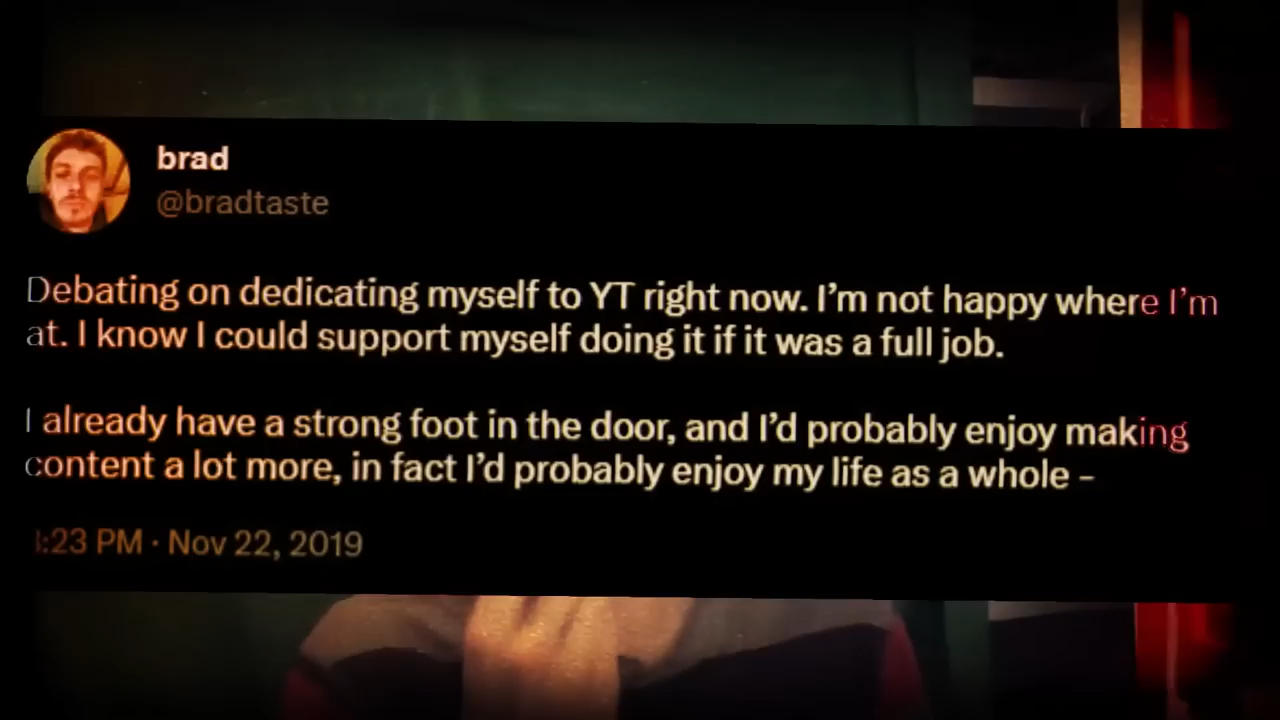 brad
@bradtaste
Debating on dedicating myself to YT right now. I’m not happy where I’m
at. I know I could support myself doing it if it was a full job.
I already have a strong foot in the door, and I’d probably enjoy making
content a lot more, in fact I’d probably enjoy my life as a whole –
:23 PM · Nov 22, 2019